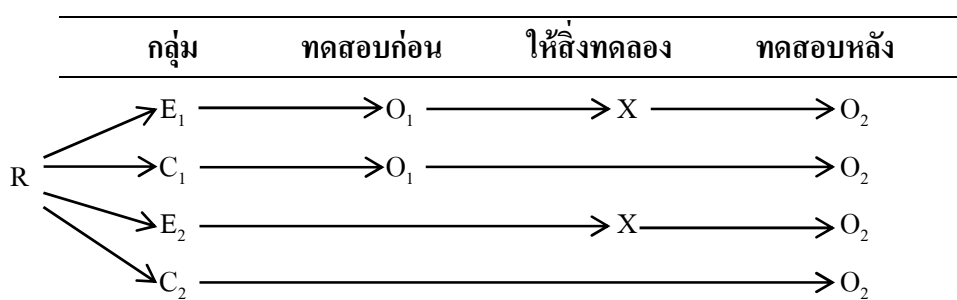 กลุ่ม ทดสอบก่อน ให้สิ่งทดลอง ทดสอบหลัง
E₁ O₁ X O₂
C₁ O₁ O₂
R
E₂ X O₂
C₂ O₂